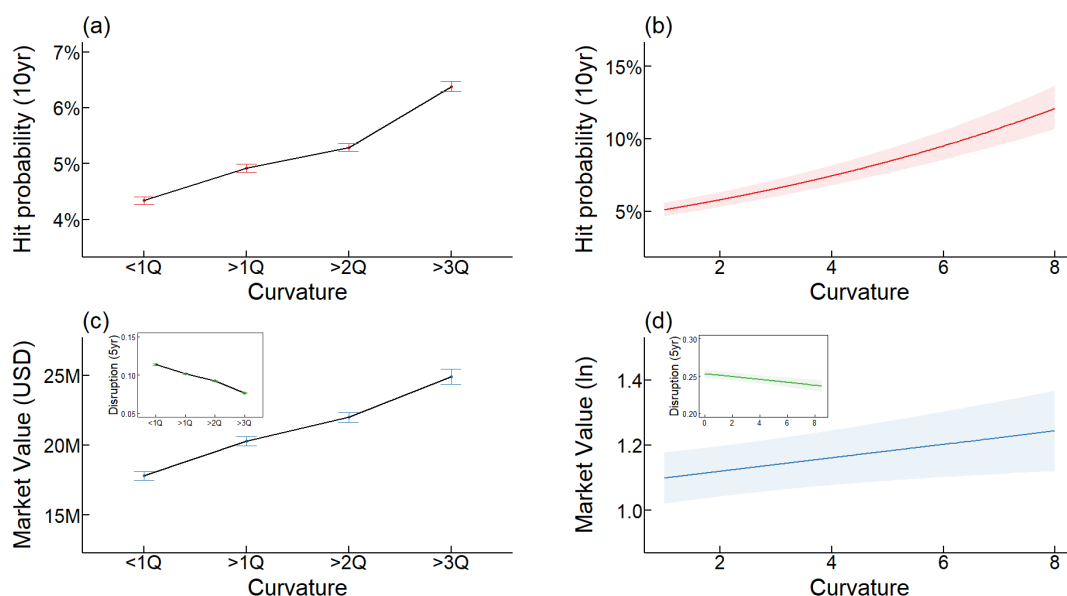 (a)
Hit probability (10yr)
7%
6%
5%
4%
<1Q >1Q >2Q >3Q
Curvature
(b)
Hit probability (10yr)
15%
10%
5%
2 4 6 8
Curvature
(c)
Market Value (USD)
25M
20M
15M
<1Q >1Q >2Q >3Q
Curvature
Disruption (5yr)
0.15
0.10
0.05
<1Q >1Q >2Q >3Q
(d)
Market Value (ln)
1.4
1.2
1.0
2 4 6 8
Curvature
Disruption (5yr)
0.30
0.25
0.20
0 2 4 6 8